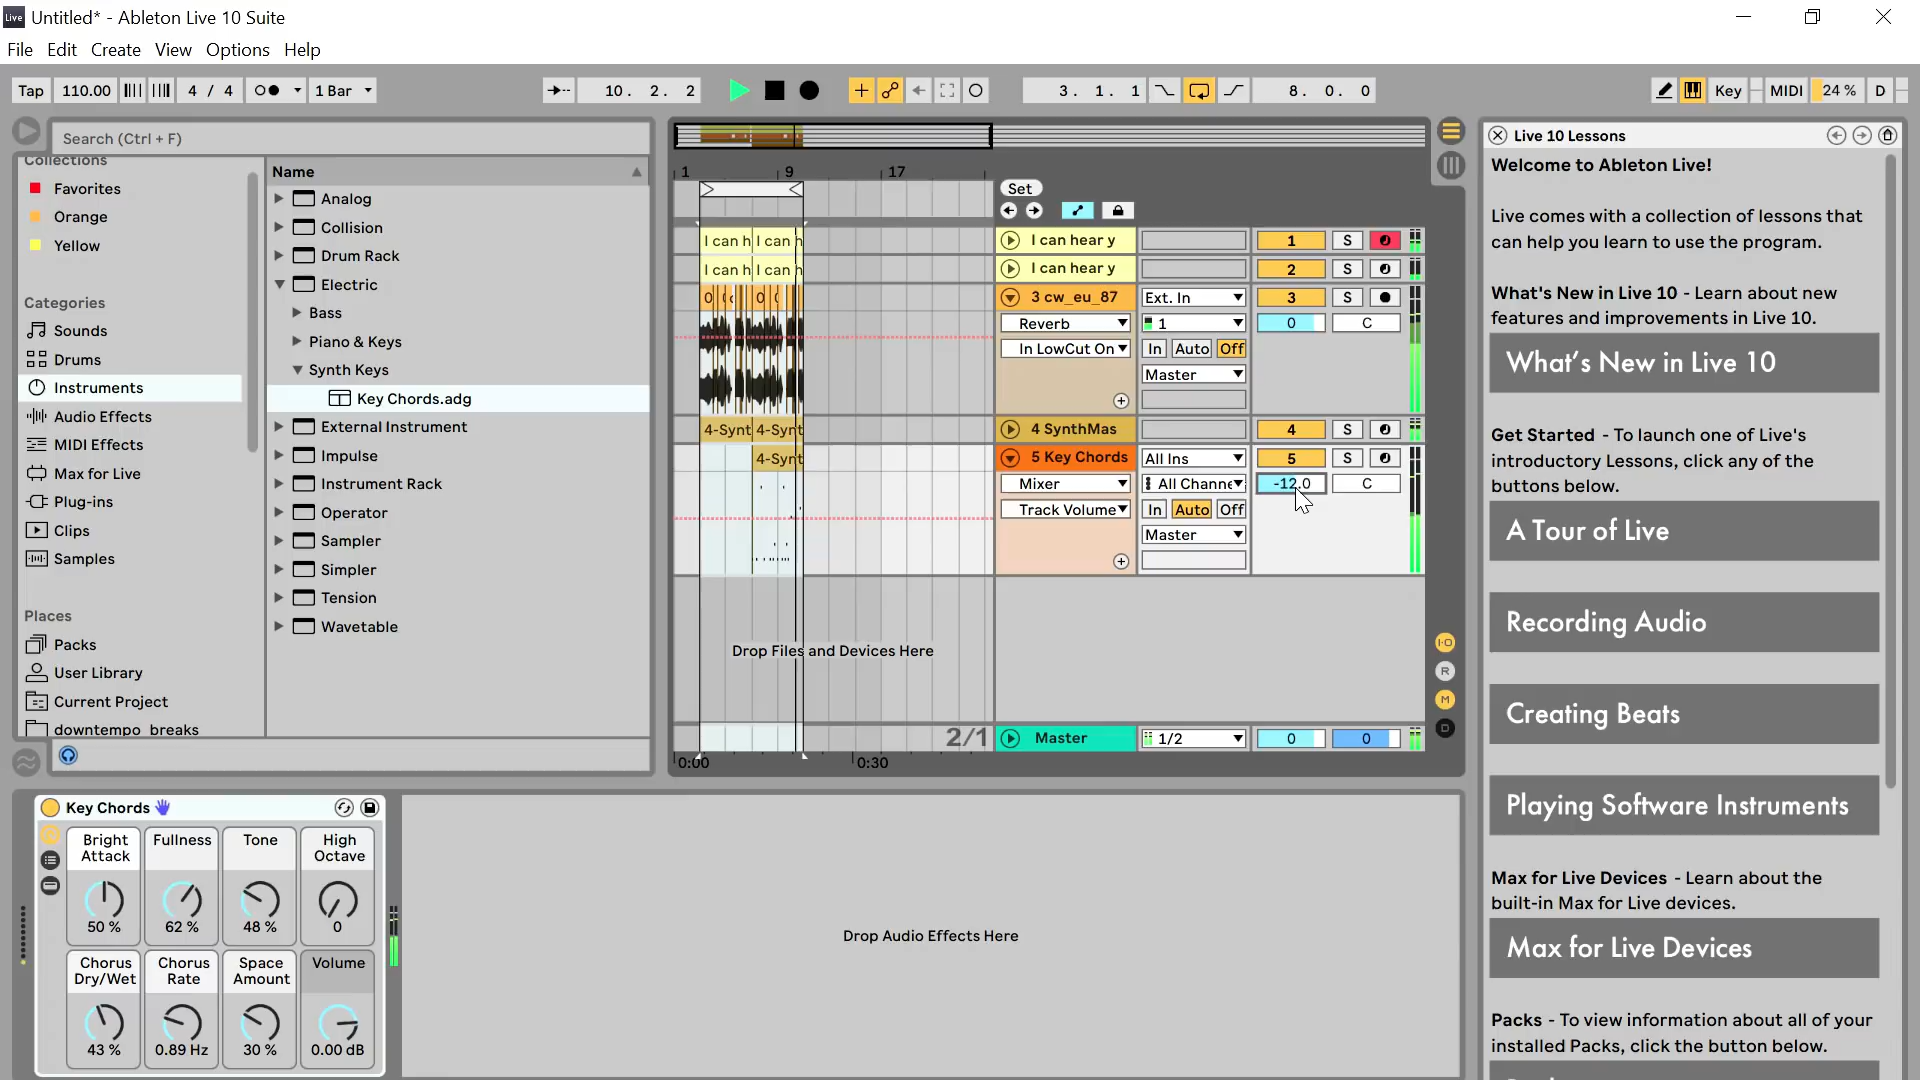 Live Untitled* - Ableton Live 10 Suite
File Edit Create View Options Help
Tap 110.00 4 / 4 1 Bar 10. 2. 2 3. 1. 1 8. 0. 0 Key MIDI 24 % D
Search (Ctrl + F)
Collections
Favorites
Orange
Yellow
Categories
Sounds
Drums
Instruments
Audio Effects
MIDI Effects
Max for Live
Plug-ins
Clips
Samples
Places
Packs
User Library
Current Project
downtempo_breaks
Name
Analog
Collision
Drum Rack
Electric
Bass
Piano & Keys
Synth Keys
Key Chords.adg
External Instrument
Impulse
Instrument Rack
Operator
Sampler
Simpler
Tension
Wavetable
1 9 17
Set
I can h I can h I can hear y 1 S
I can h I can h I can hear y 2 S
3 cw_eu_87 Ext. In 3 S
Reverb 1 0 C
In LowCut On In Auto Off
Master
4-Synt 4-Synt 4 SynthMas 4 S
4-Synt 5 Key Chords All Ins 5 S
Mixer All Channe -12.0 C
Track Volume In Auto Off
Master
Drop Files and Devices Here
I·O
R
M
D
2/1 Master 1/2 0 0
0:00 0:30
Live 10 Lessons
Welcome to Ableton Live!
Live comes with a collection of lessons that
can help you learn to use the program.
What's New in Live 10 - Learn about new
features and improvements in Live 10.
What's New in Live 10
Get Started - To launch one of Live's
introductory Lessons, click any of the
buttons below.
A Tour of Live
Recording Audio
Creating Beats
Playing Software Instruments
Max for Live Devices - Learn about the
built-in Max for Live devices.
Max for Live Devices
Packs - To view information about all of your
installed Packs, click the button below.
Key Chords
Bright Attack
50 %
Fullness
62 %
Tone
48 %
High Octave
0
Chorus Dry/Wet
43 %
Chorus Rate
0.89 Hz
Space Amount
30 %
Volume
0.00 dB
Drop Audio Effects Here